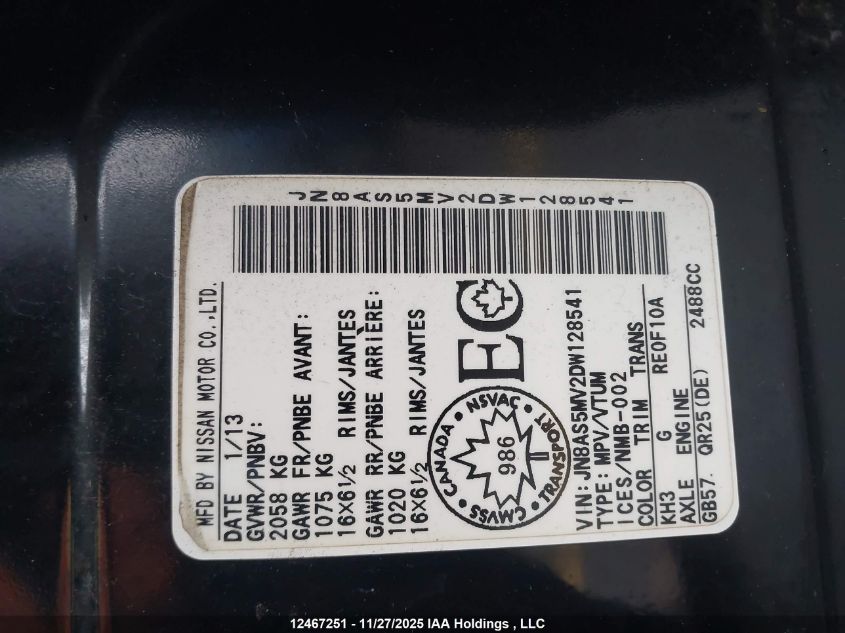 JN8AS5MV2DW128541
MFD BY NISSAN MOTOR CO.,LTD.
DATE 1/13
GVWR/PNBV:
2058 KG
GAWR FR/PNBE AVANT:
1075 KG
16X6½ RIMS/JANTES
GAWR RR/PNBE ARRIÈRE:
1020 KG
16X6½ RIMS/JANTES
EC
CANADA • NSVAC • TRANSPORT • CMVSS •
986
VIN:JN8AS5MV2DW128541
TYPE:MPV/VTUM
ICES/NMB-002
COLOR TRIM TRANS
KH3 G RE0F10A
AXLE ENGINE
GB57. QR25(DE) 2488CC
12467251 - 11/27/2025 IAA Holdings , LLC